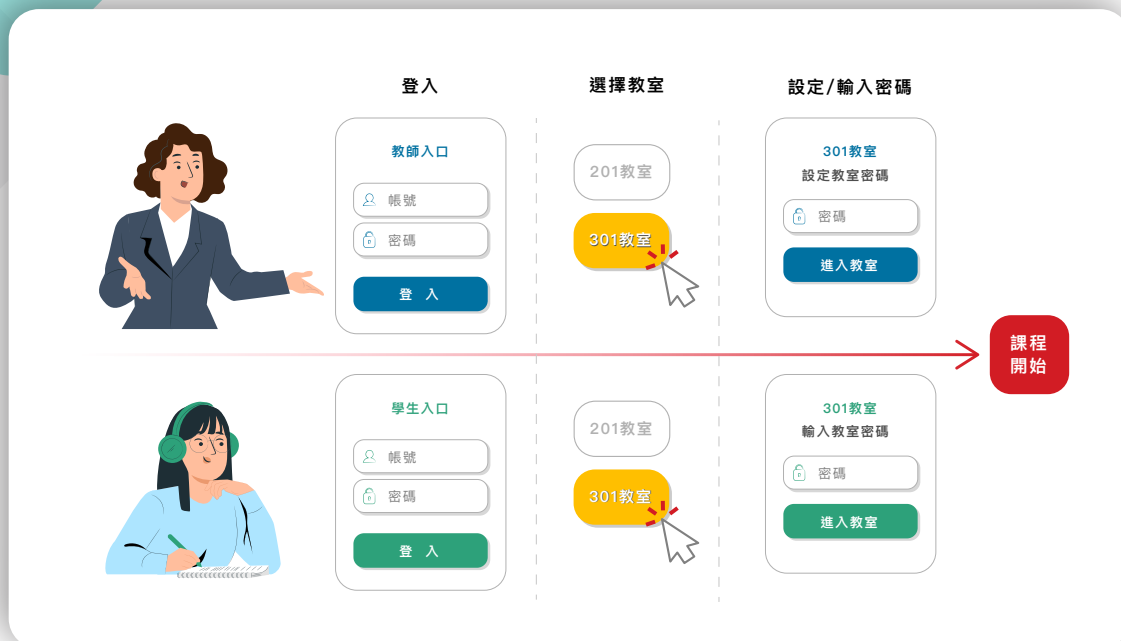 登入
選擇教室
設定/輸入密碼
教師入口
帳號
密碼
登 入
201教室
301教室
301教室
設定教室密碼
密碼
進入教室
課程
開始
學生入口
帳號
密碼
登 入
201教室
301教室
301教室
輸入教室密碼
密碼
進入教室